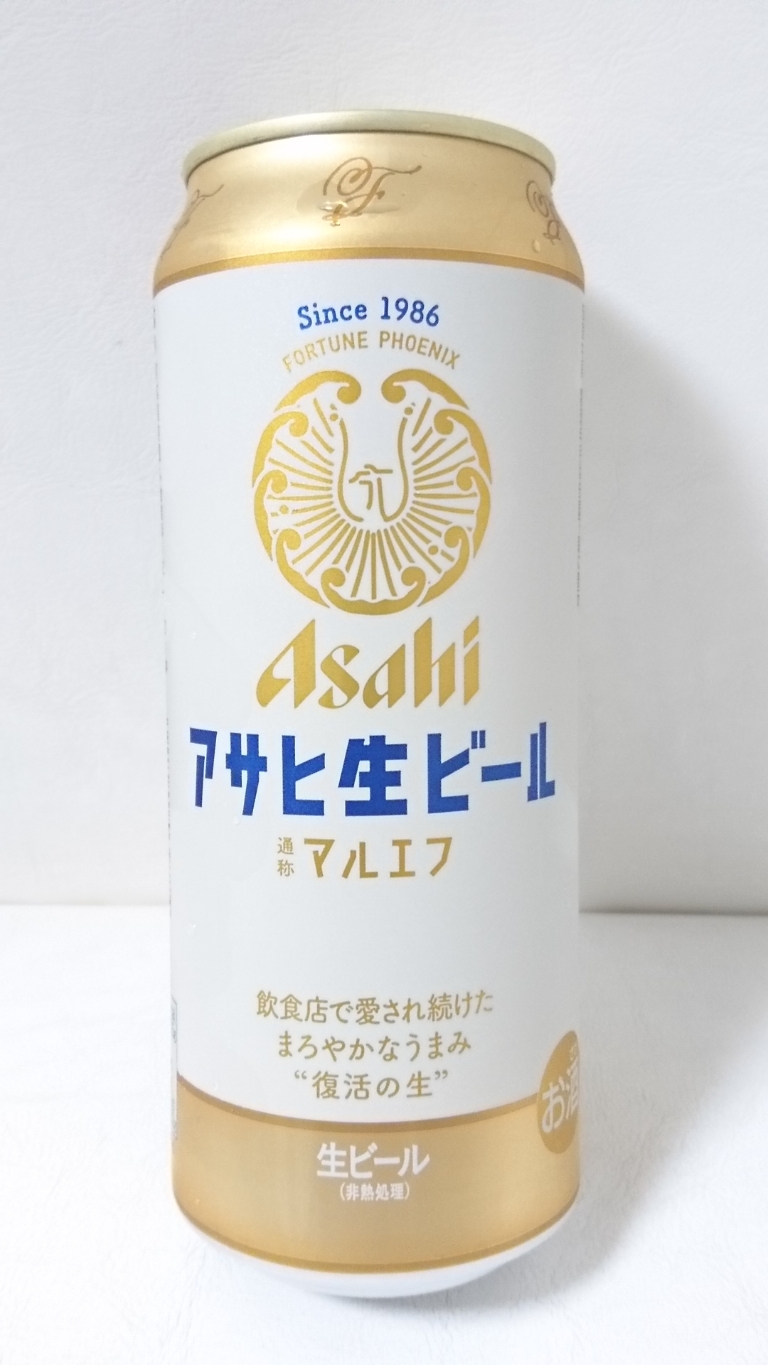 F
Since 1986
FORTUNE PHOENIX
Asahi
アサヒ生ビール
通称 マルエフ
飲食店で愛され続けた
まろやかなうまみ
“復活の生”
お酒
生ビール
(非熱処理)